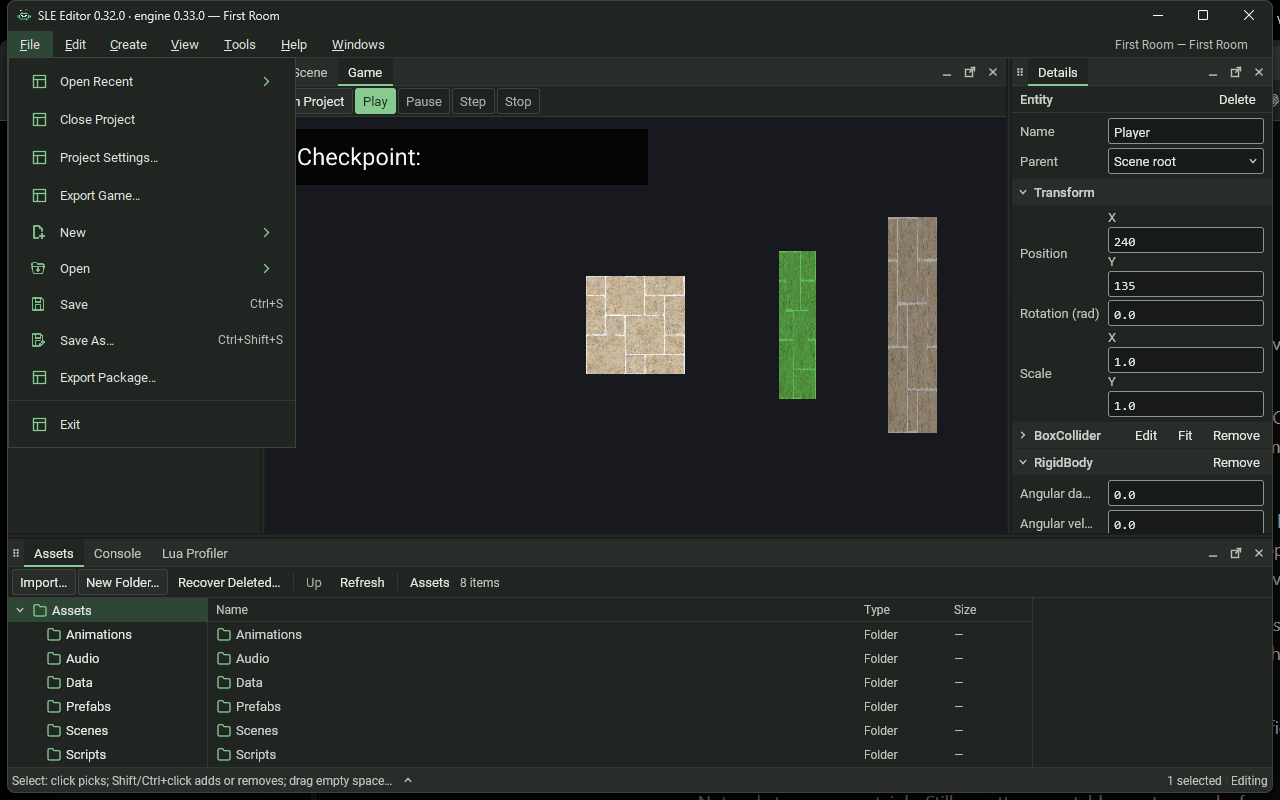 SLE Editor 0.32.0 · engine 0.33.0 — First Room
File Edit Create View Tools Help Windows First Room — First Room
Open Recent
Close Project
Project Settings...
Export Game...
New
Open
Save Ctrl+S
Save As... Ctrl+Shift+S
Export Package...
Exit
Scene Game
Project Play Pause Step Stop
Checkpoint:
Details
Entity Delete
Name Player
Parent Scene root
Transform
X
Position 240
Y
135
Rotation (rad) 0.0
X
Scale 1.0
Y
1.0
BoxCollider Edit Fit Remove
RigidBody Remove
Angular da... 0.0
Angular vel... 0.0
Assets Console Lua Profiler
Import... New Folder... Recover Deleted... Up Refresh Assets 8 items
Assets Name Type Size
Animations Animations Folder —
Audio Audio Folder —
Data Data Folder —
Prefabs Prefabs Folder —
Scenes Scenes Folder —
Scripts Scripts Folder —
Select: click picks; Shift/Ctrl+click adds or removes; drag empty space... 1 selected Editing